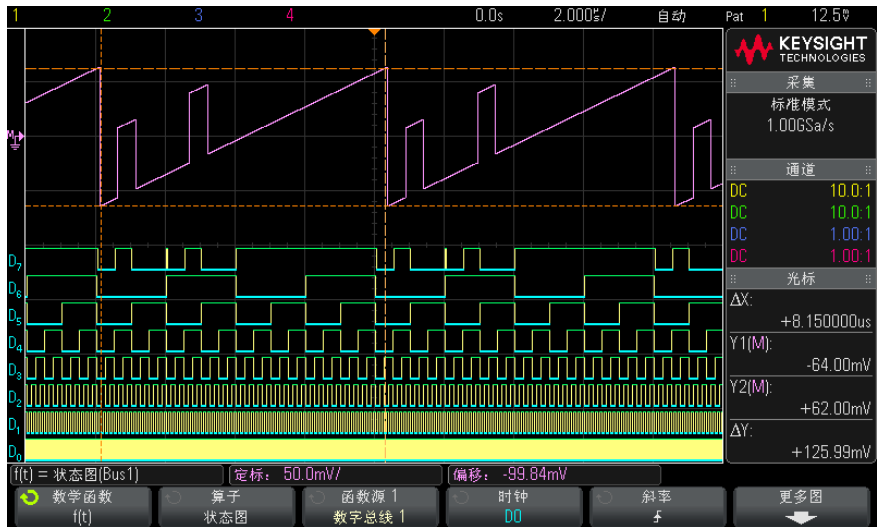 1 2 3 4 0.0s 2.000㎲/ 自动 Pat 1 12.5V
KEYSIGHT
TECHNOLOGIES
采集
标准模式
1.00GSa/s
通道
DC 10.0:1
DC 10.0:1
DC 1.00:1
DC 1.00:1
光标
ΔX:
+8.150000us
Y1(M):
-64.00mV
Y2(M):
+62.00mV
ΔY:
+125.99mV
M
D7
D6
D5
D4
D3
D2
D1
D0
f(t) = 状态图(Bus1) 定标: 50.0mV/ 偏移: -99.84mV
数学函数 算子 函数源 1 时钟 斜率 更多图
f(t) 状态图 数字总线 1 D0